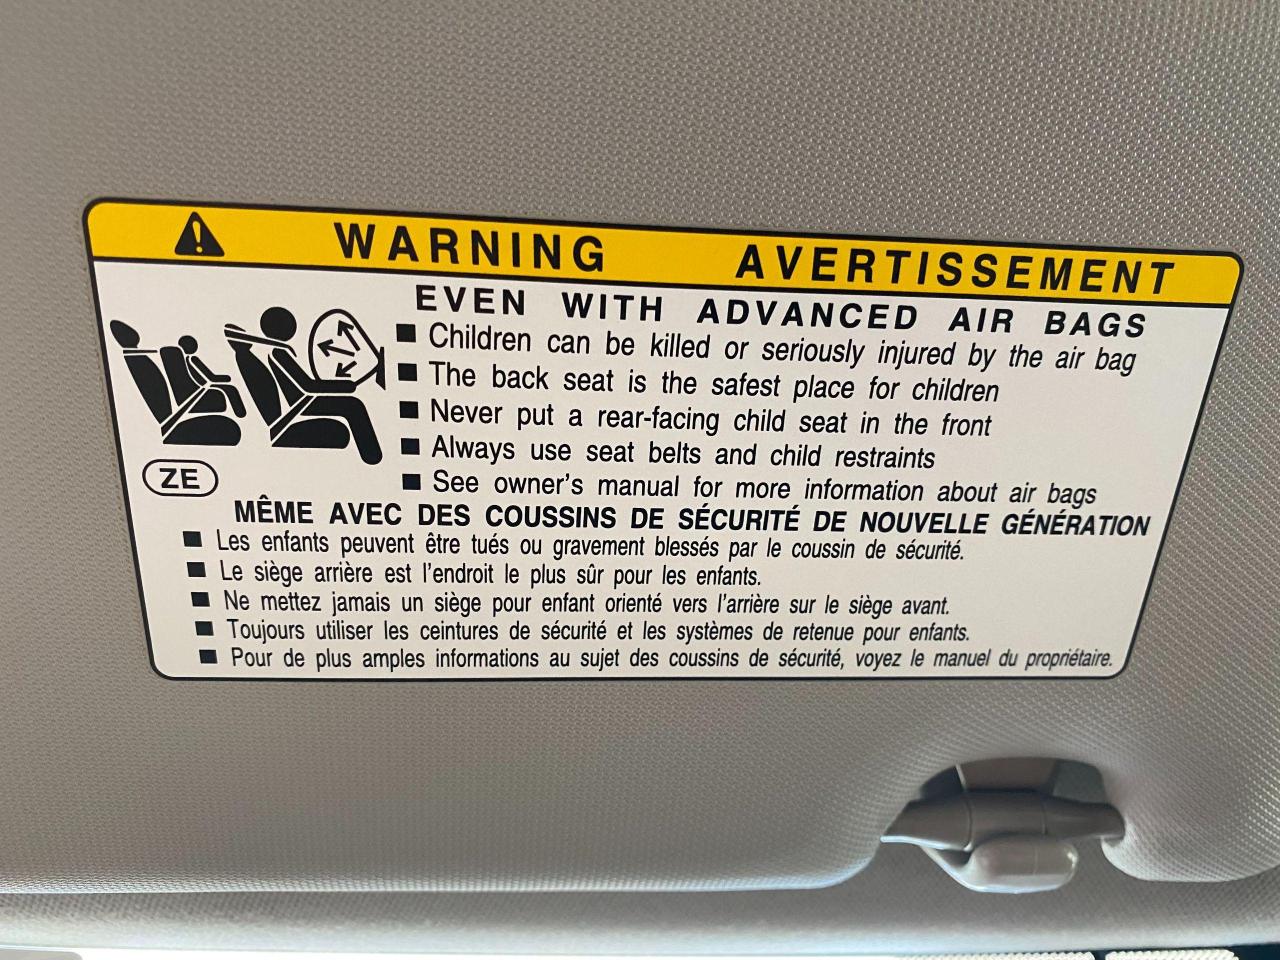 WARNING AVERTISSEMENT
EVEN WITH ADVANCED AIR BAGS
■ Children can be killed or seriously injured by the air bag
■ The back seat is the safest place for children
■ Never put a rear-facing child seat in the front
■ Always use seat belts and child restraints
■ See owner's manual for more information about air bags
ZE
MÊME AVEC DES COUSSINS DE SÉCURITÉ DE NOUVELLE GÉNÉRATION
■ Les enfants peuvent être tués ou gravement blessés par le coussin de sécurité.
■ Le siège arrière est l'endroit le plus sûr pour les enfants.
■ Ne mettez jamais un siège pour enfant orienté vers l'arrière sur le siège avant.
■ Toujours utiliser les ceintures de sécurité et les systèmes de retenue pour enfants.
■ Pour de plus amples informations au sujet des coussins de sécurité, voyez le manuel du propriétaire.